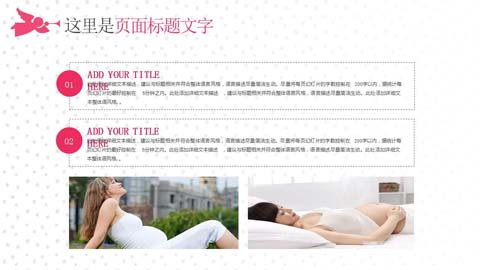 这里是页面标题文字
01
ADD YOUR TITLE
HERE
此处添加详细文本描述，建议与标题相关并符合整体语言风格，语言描述尽量简洁生动。尽量将每页幻灯片的字数控制在 200字以内，据统计每
页幻灯片的最好控制在 5分钟之内。此处添加详细文本描述 ，建议与标题相关并符合整体语言风格，语言描述尽量简洁生动。此处添加详细文
本整体语风格。。
02
ADD YOUR TITLE
HERE
此处添加详细文本描述，建议与标题相关并符合整体语言风格，语言描述尽量简洁生动。尽量将每页幻灯片的字数控制在 200字以内，据统计每
页幻灯片的最好控制在 5分钟之内。此处添加详细文本描述 ，建议与标题相关并符合整体语言风格，语言描述尽量简洁生动。此处添加详细文
本整体语风格。。